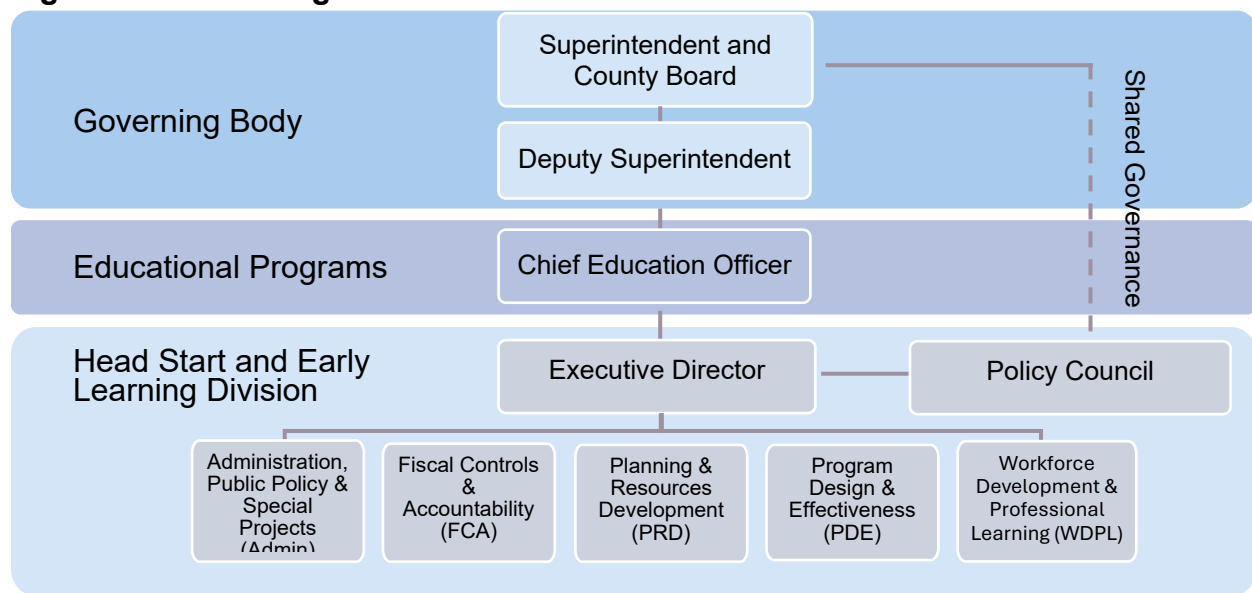 Superintendent and
County Board
Governing Body
Deputy Superintendent
Shared Governance
Educational Programs
Chief Education Officer
Head Start and Early
Learning Division
Executive Director
Policy Council
Administration,
Public Policy &
Special
Projects
(Admin)
Fiscal Controls
&
Accountability
(FCA)
Planning &
Resources
Development
(PRD)
Program
Design &
Effectiveness
(PDE)
Workforce
Development &
Professional
Learning (WDPL)